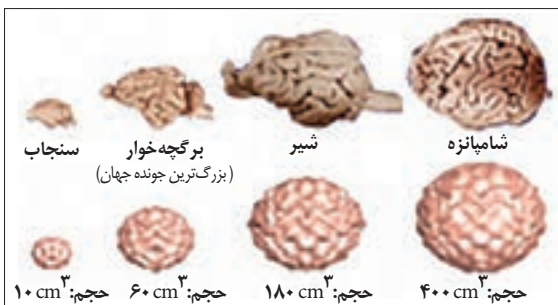 شامپانزه شیر برگچه‌خوار سنجاب
(بزرگ‌ترین جونده جهان)
حجم: ۴۰۰ cm³ حجم: ۱۸۰ cm³ حجم: ۶۰ cm³ حجم: ۱۰ cm³